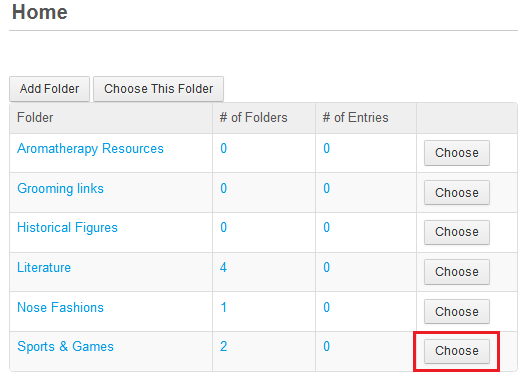 Home
Add Folder Choose This Folder
Folder # of Folders # of Entries
Aromatherapy Resources 0 0 Choose
Grooming links 0 0 Choose
Historical Figures 0 0 Choose
Literature 4 0 Choose
Nose Fashions 1 0 Choose
Sports & Games 2 0 Choose